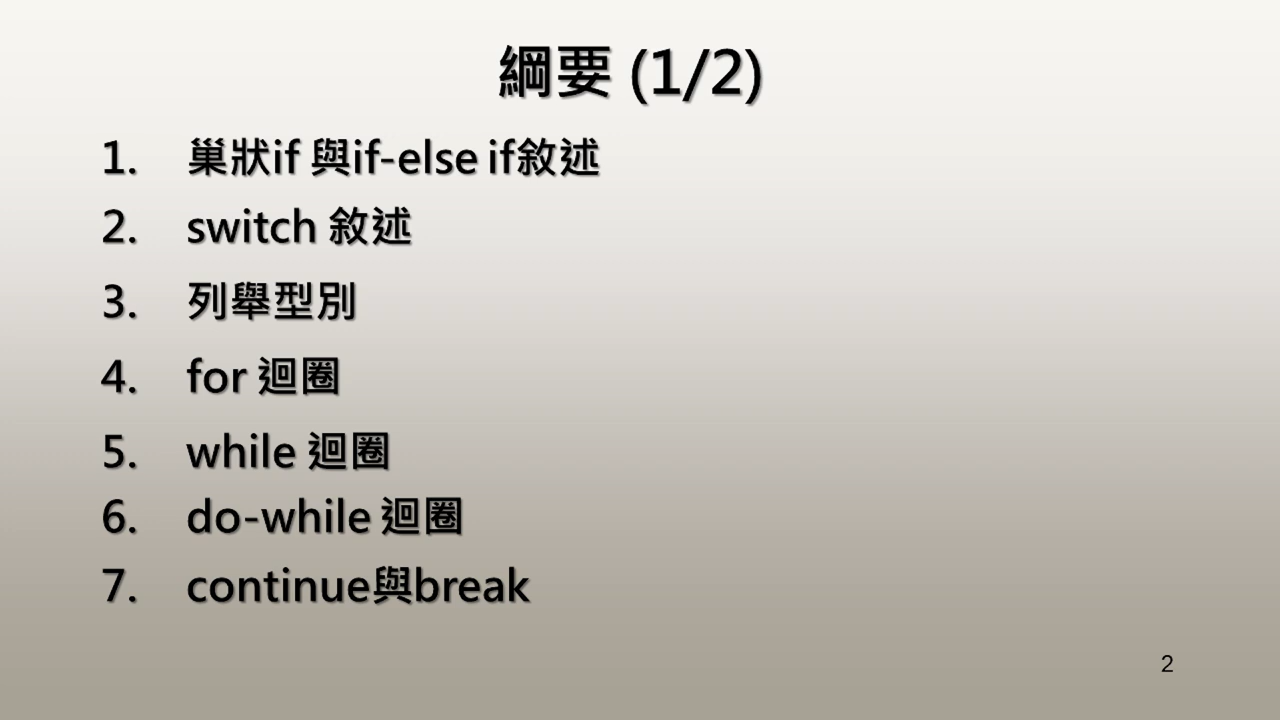 綱要 (1/2)
1. 巢狀if 與if-else if敘述
2. switch 敘述
3. 列舉型別
4. for 迴圈
5. while 迴圈
6. do-while 迴圈
7. continue與break
2